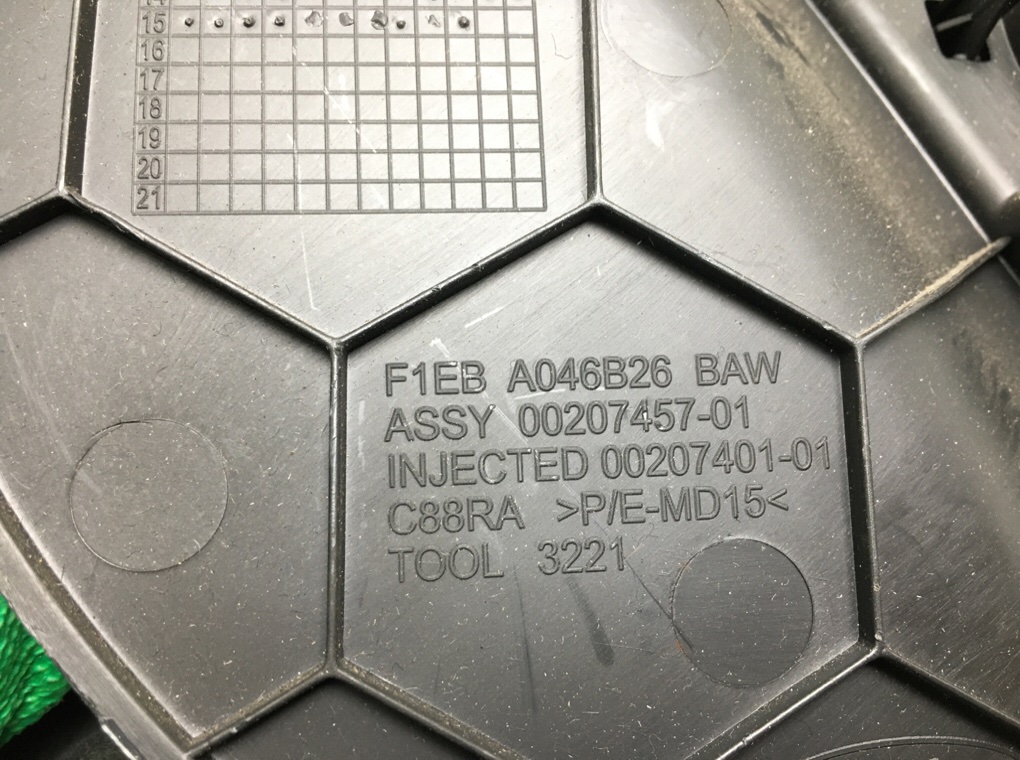 15
16
17
18
19
20
21
F1EB A046B26 BAW
ASSY 00207457-01
INJECTED 00207401-01
C88RA >P/E-MD15<
TOOL 3221